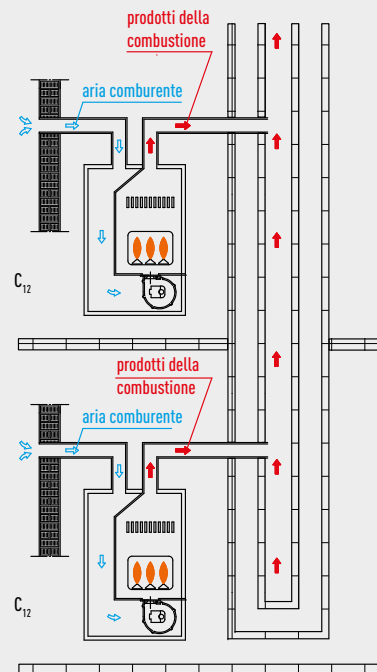 prodotti della
combustione
aria comburente
C12
prodotti della
combustione
aria comburente
C12